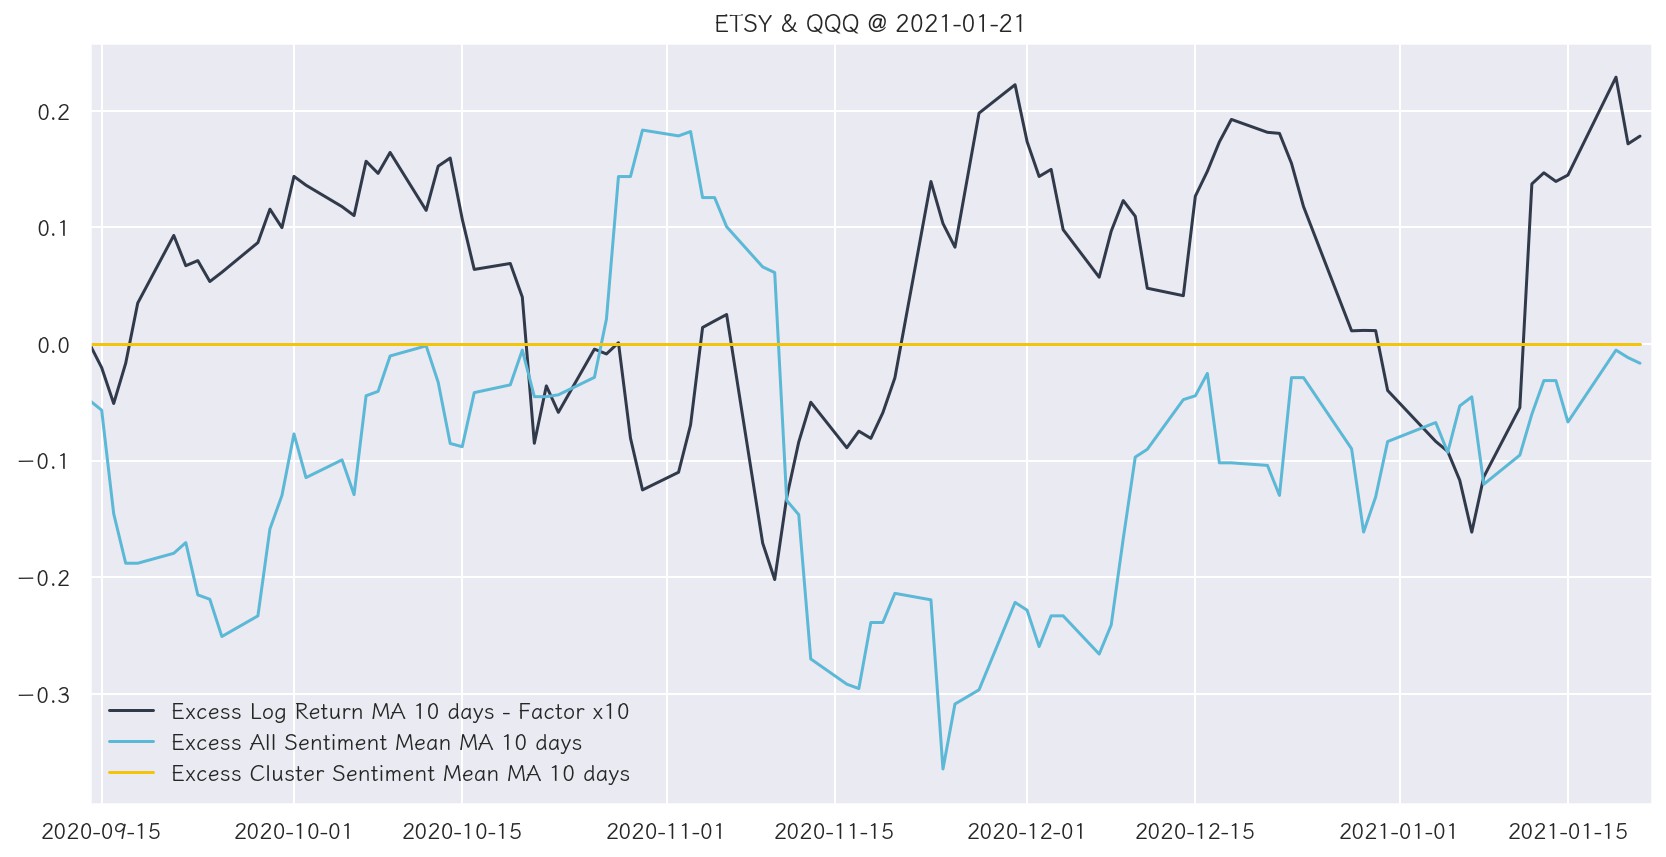 ETSY & QQQ @ 2021-01-21
0.2
0.1
0.0
−0.1
−0.2
−0.3
Excess Log Return MA 10 days - Factor x10
Excess All Sentiment Mean MA 10 days
Excess Cluster Sentiment Mean MA 10 days
2020-09-15 2020-10-01 2020-10-15 2020-11-01 2020-11-15 2020-12-01 2020-12-15 2021-01-01 2021-01-15